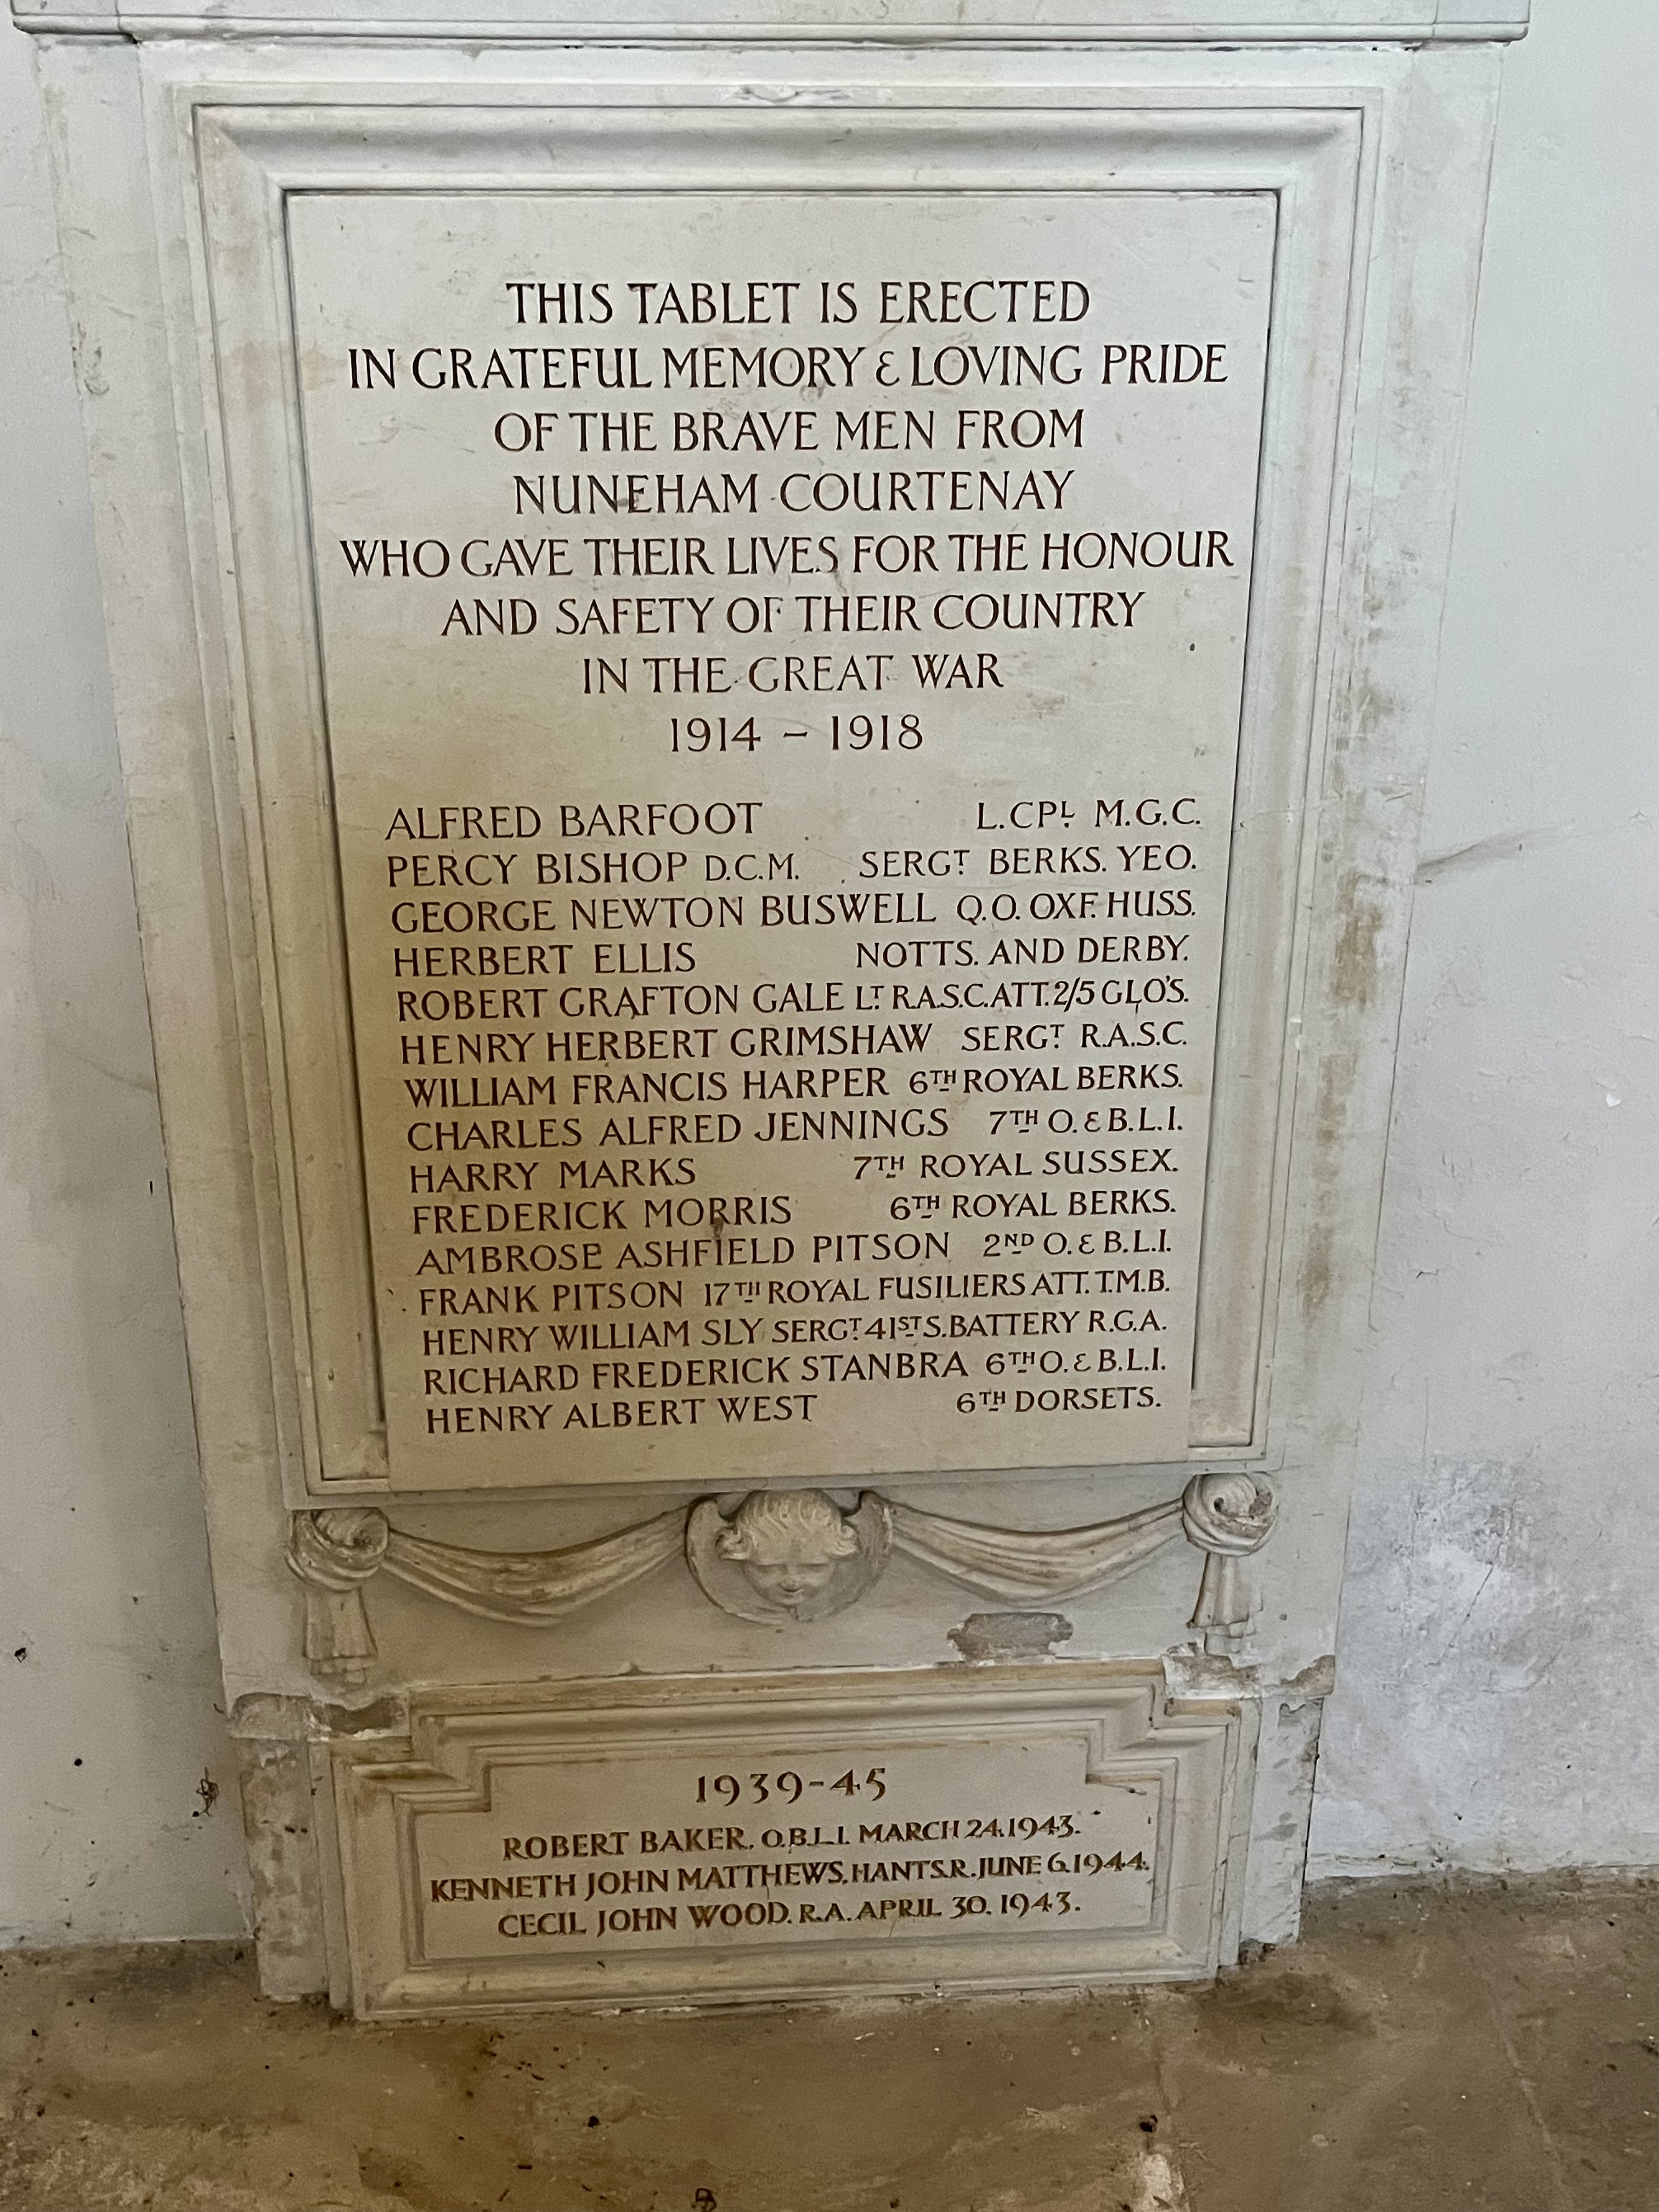 THIS TABLET IS ERECTED
IN GRATEFUL MEMORY & LOVING PRIDE
OF THE BRAVE MEN FROM
NUNEHAM COURTENAY
WHO GAVE THEIR LIVES FOR THE HONOUR
AND SAFETY OF THEIR COUNTRY
IN THE GREAT WAR
1914 – 1918
ALFRED BARFOOT L.CPL. M.G.C.
PERCY BISHOP D.C.M. SERGT BERKS. YEO.
GEORGE NEWTON BUSWELL Q.O. OXF. HUSS.
HERBERT ELLIS NOTTS. AND DERBY.
ROBERT GRAFTON GALE LT. R.A.S.C. ATT. 2/5 GLO'S.
HENRY HERBERT GRIMSHAW SERGT R.A.S.C.
WILLIAM FRANCIS HARPER 6TH ROYAL BERKS.
CHARLES ALFRED JENNINGS 7TH O. & B.L.I.
HARRY MARKS 7TH ROYAL SUSSEX.
FREDERICK MORRIS 6TH ROYAL BERKS.
AMBROSE ASHFIELD PITSON 2ND O. & B.L.I.
FRANK PITSON 17TH ROYAL FUSILIERS ATT. T.M.B.
HENRY WILLIAM SLY SERGT. 41ST S. BATTERY R.G.A.
RICHARD FREDERICK STANBRA 6TH O. & B.L.I.
HENRY ALBERT WEST 6TH DORSETS.
1939-45
ROBERT BAKER. O.B.L.I. MARCH 24. 1943.
KENNETH JOHN MATTHEWS. HANTS. R. JUNE 6. 1944.
CECIL JOHN WOOD. R.A. APRIL 30. 1943.